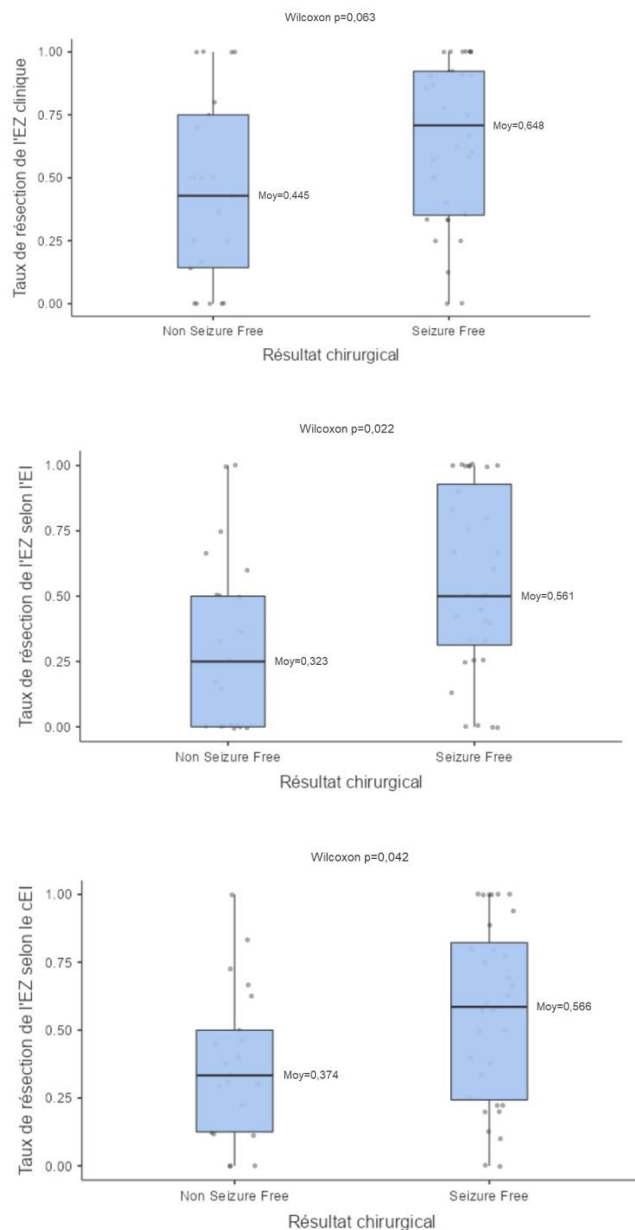 Wilcoxon p=0,063
Taux de résection de l'EZ clinique
1.00
0.75
0.50
0.25
0.00
Moy=0,445
Moy=0,648
Non Seizure Free
Seizure Free
Résultat chirurgical
Wilcoxon p=0,022
Taux de résection de l'EZ selon l'EI
1.00
0.75
0.50
0.25
0.00
Moy=0,323
Moy=0,561
Non Seizure Free
Seizure Free
Résultat chirurgical
Wilcoxon p=0,042
Taux de résection de l'EZ selon le cEI
1.00
0.75
0.50
0.25
0.00
Moy=0,374
Moy=0,566
Non Seizure Free
Seizure Free
Résultat chirurgical